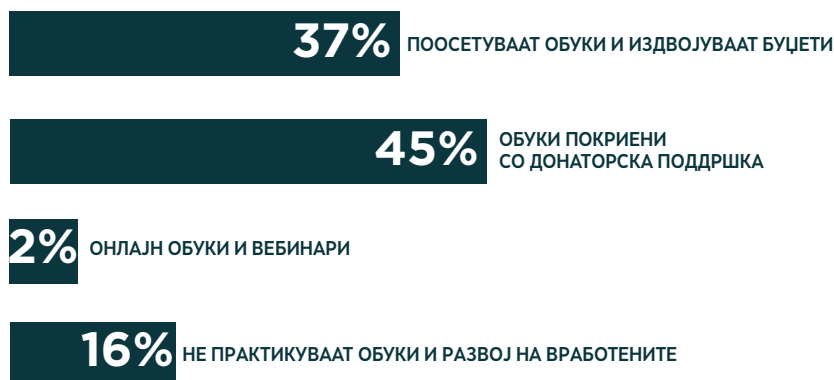 37% ПООСЕТУВААТ ОБУКИ И ИЗДВОЈУВААТ БУЏЕТИ
45% ОБУКИ ПОКРИЕНИ
СО ДОНАТОРСКА ПОДДРШКА
2% ОНЛАЈН ОБУКИ И ВЕБИНАРИ
16% НЕ ПРАКТИКУВААТ ОБУКИ И РАЗВОЈ НА ВРАБОТЕНИТЕ